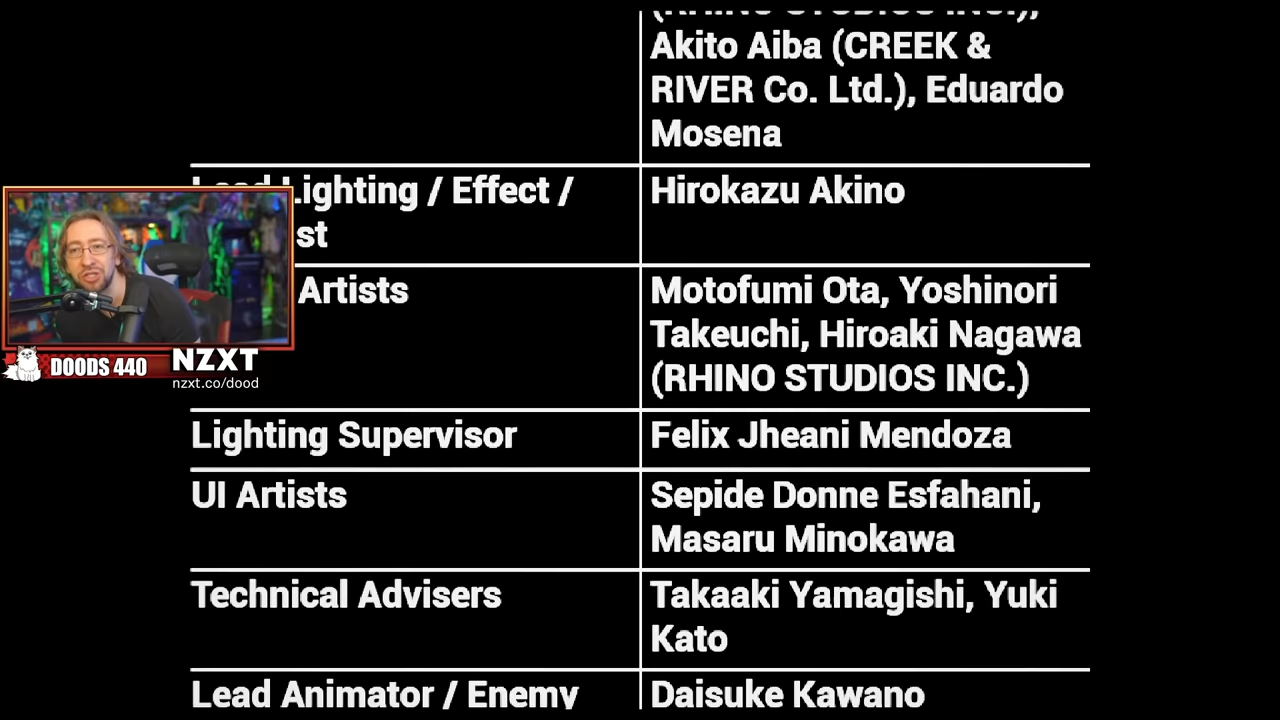 Akito Aiba (CREEK &
RIVER Co. Ltd.), Eduardo
Mosena
Lighting / Effect /
Hirokazu Akino
Artists
Motofumi Ota, Yoshinori
Takeuchi, Hiroaki Nagawa
(RHINO STUDIOS INC.)
DOODS 440
NZXT
nzxt.co/dood
Lighting Supervisor
Felix Jheani Mendoza
UI Artists
Sepide Donne Esfahani,
Masaru Minokawa
Technical Advisers
Takaaki Yamagishi, Yuki
Kato
Lead Animator / Enemy
Daisuke Kawano